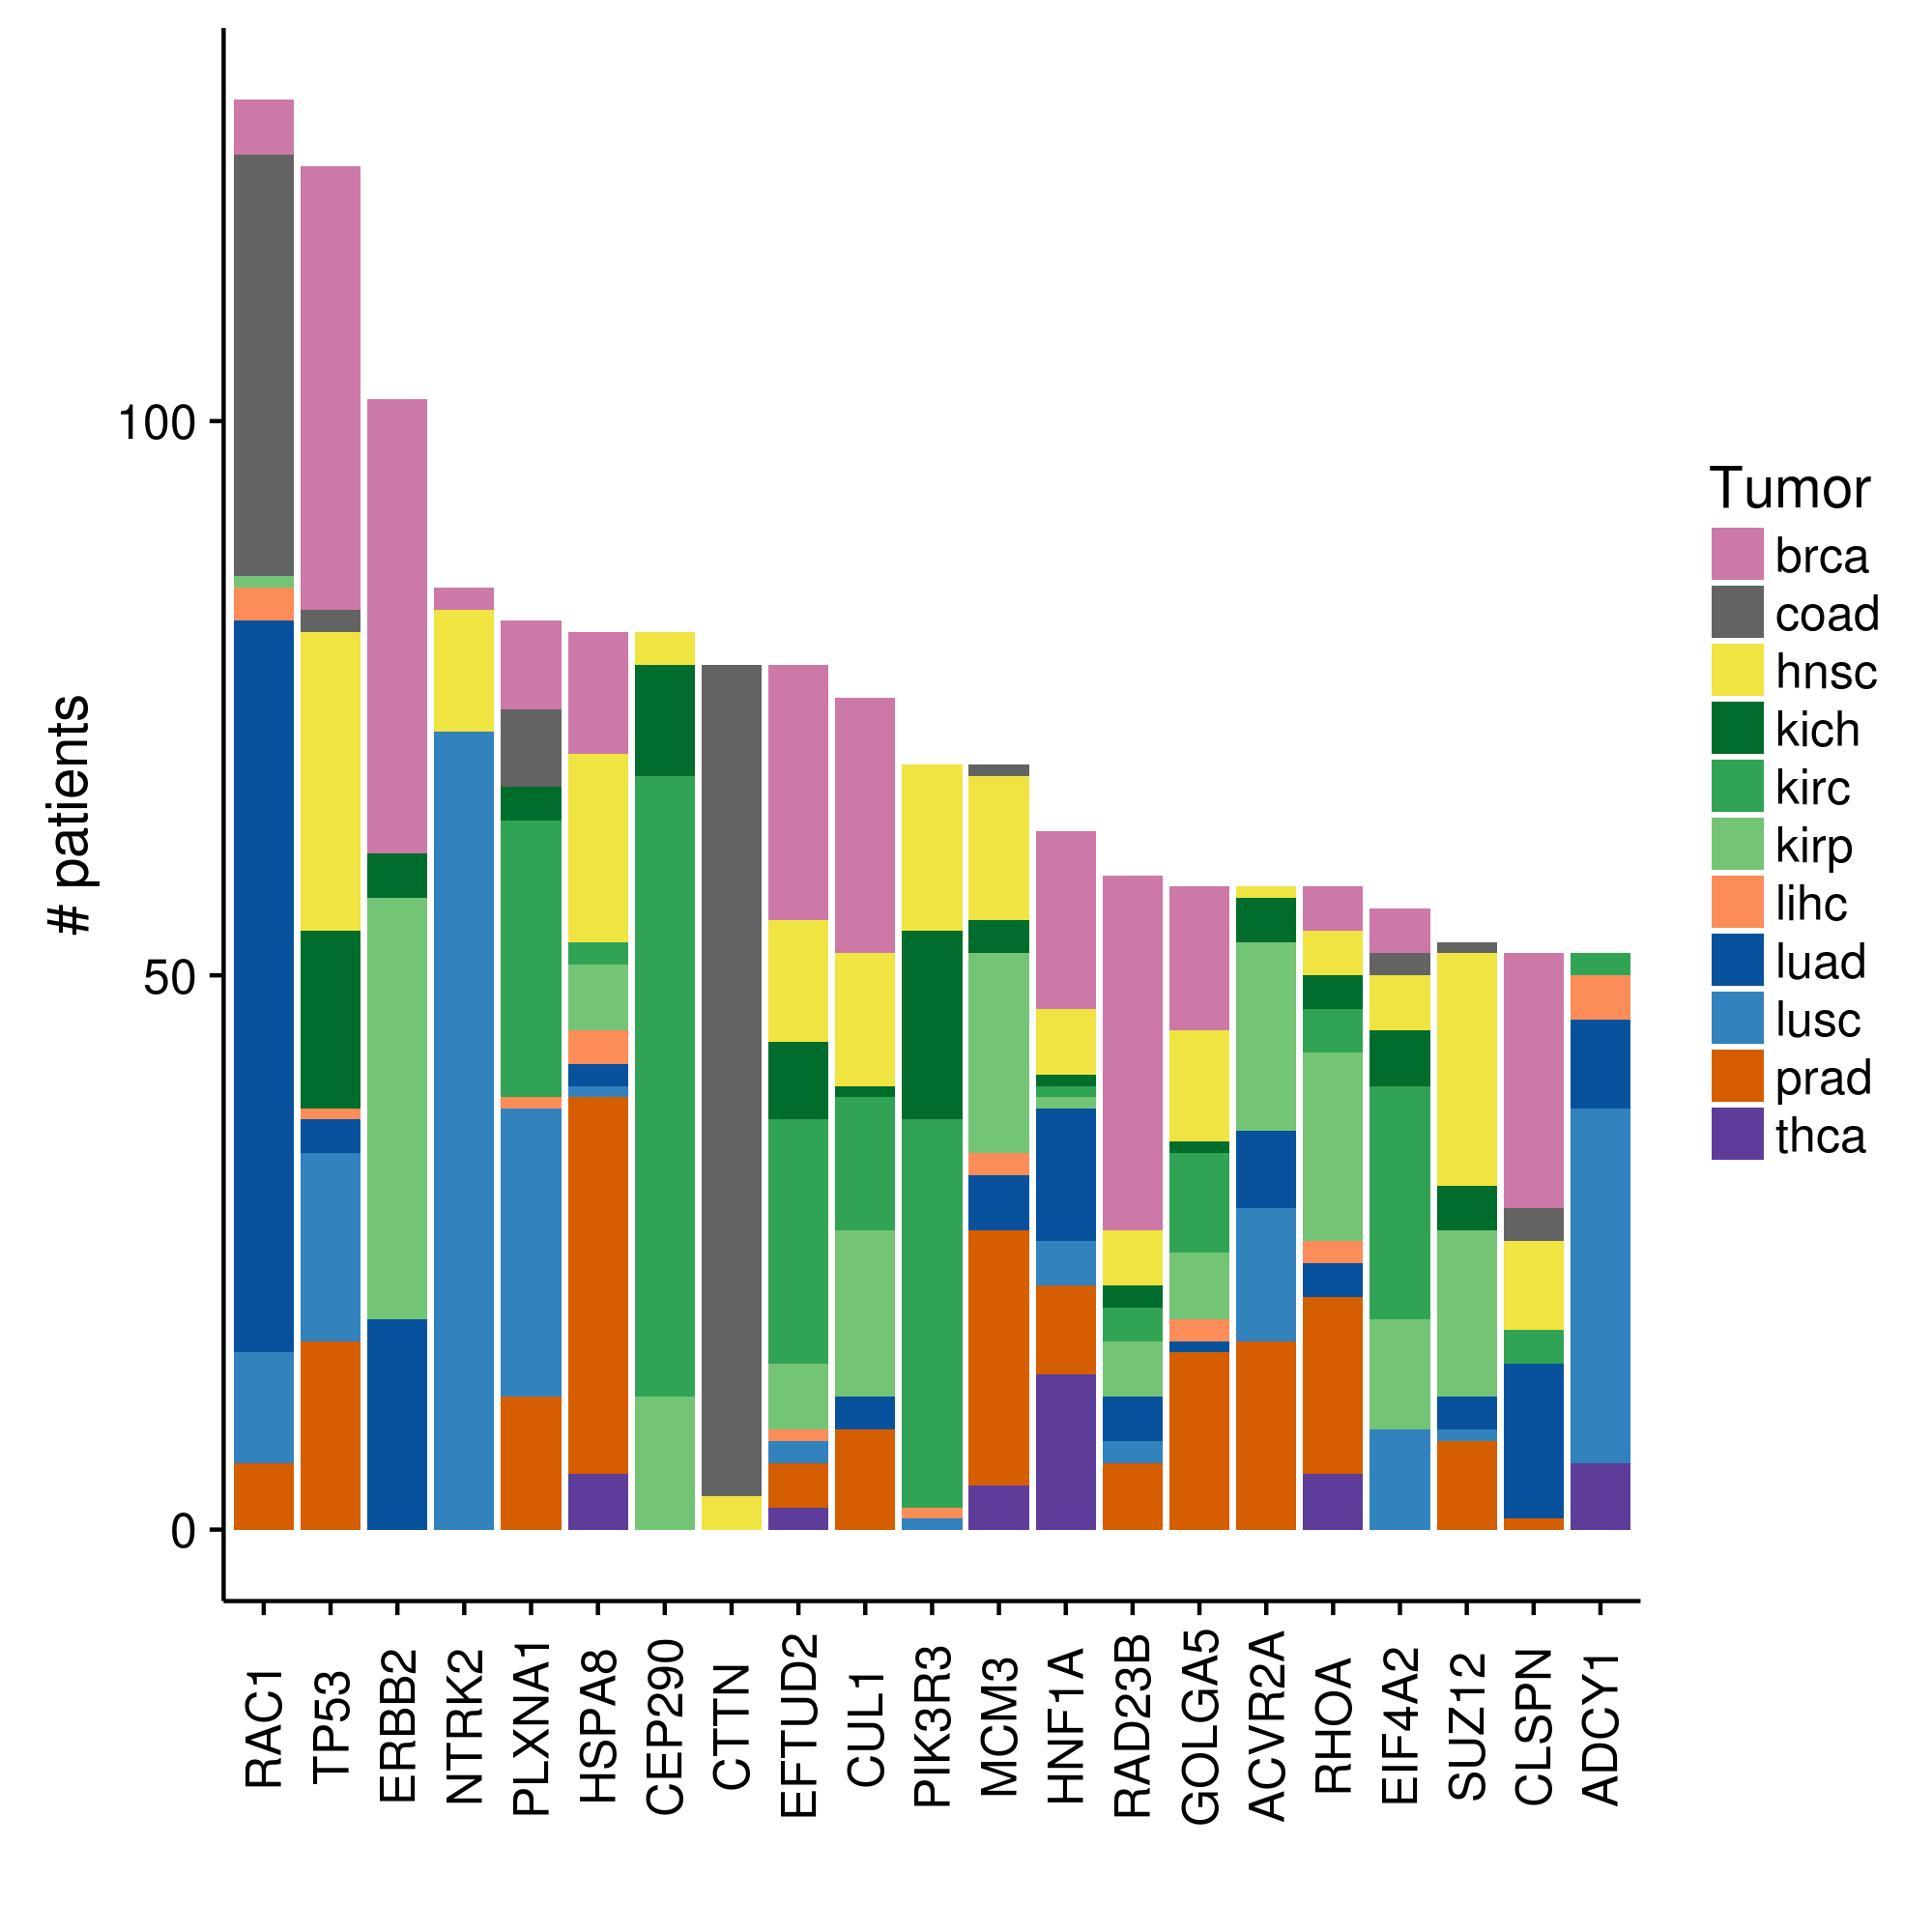 # patients
100
50
0
RAC1
TP53
ERBB2
NTRK2
PLXNA1
HSPA8
CEP290
CTTN
EFTUD2
CUL1
PIK3R3
MCM3
HNF1A
RAD23B
GOLGA5
ACVR2A
RHOA
EIF4A2
SUZ12
CLSPN
ADCY1
Tumor
brca
coad
hnsc
kich
kirc
kirp
lihc
luad
lusc
prad
thca